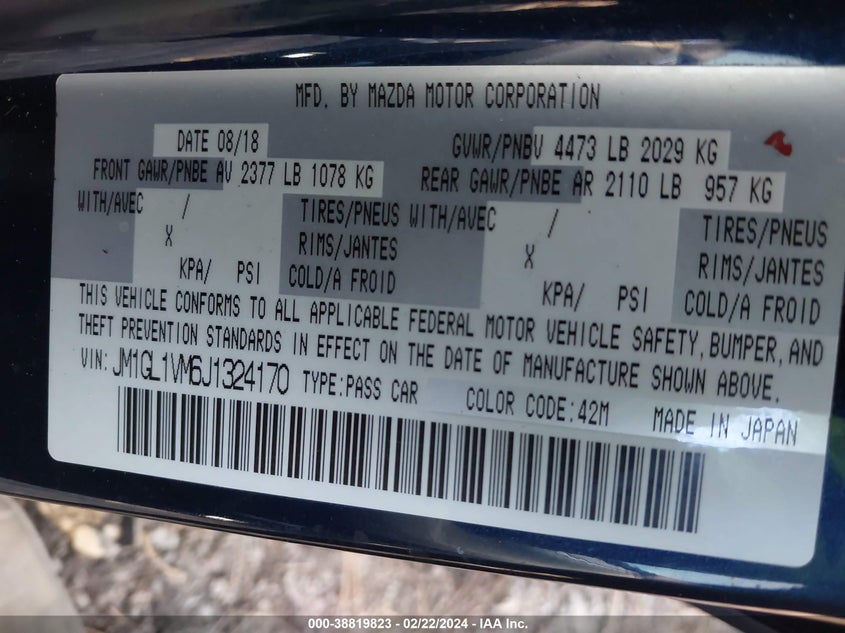 MFD. BY MAZDA MOTOR CORPORATION
DATE 08/18 GVWR/PNBV 4473 LB 2029 KG
FRONT GAWR/PNBE AV 2377 LB 1078 KG REAR GAWR/PNBE AR 2110 LB 957 KG
WITH/AVEC / TIRES/PNEUS WITH/AVEC / TIRES/PNEUS
X RIMS/JANTES X RIMS/JANTES
KPA/ PSI COLD/A FROID KPA/ PSI COLD/A FROID
THIS VEHICLE CONFORMS TO ALL APPLICABLE FEDERAL MOTOR VEHICLE SAFETY, BUMPER, AND
THEFT PREVENTION STANDARDS IN EFFECT ON THE DATE OF MANUFACTURE SHOWN ABOVE.
VIN: JM1GL1VM6J1324170 TYPE:PASS CAR COLOR CODE:42M MADE IN JAPAN
000-38819823 - 02/22/2024 - IAA Inc.